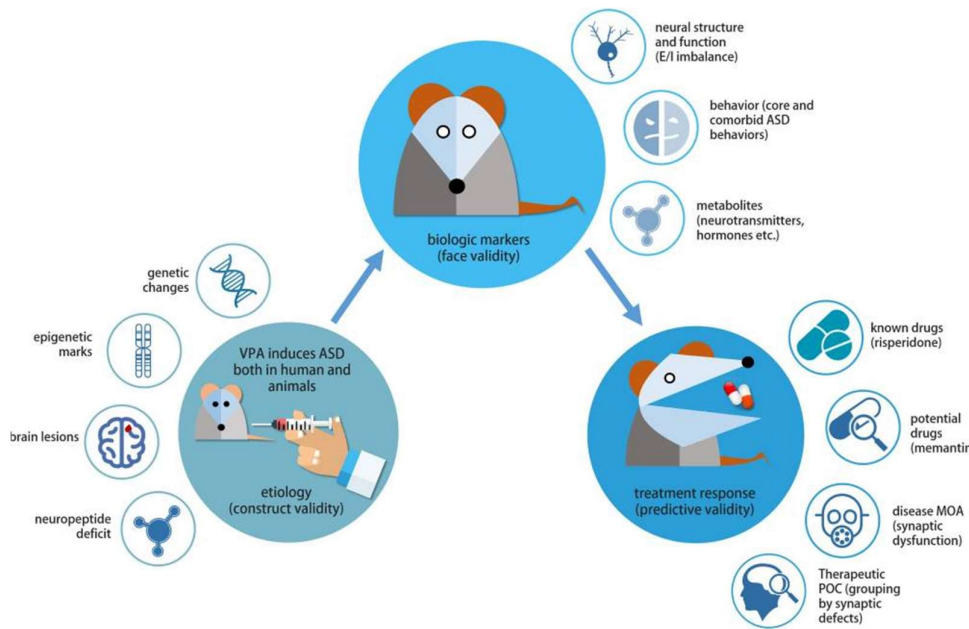 neural structure
and function
(E/I imbalance)
behavior (core and
comorbid ASD
behaviors)
metabolites
(neurotransmitters,
hormones etc.)
biologic markers
(face validity)
genetic
changes
epigenetic
marks
brain lesions
neuropeptide
deficit
VPA induces ASD
both in human and
animals
etiology
(construct validity)
treatment response
(predictive validity)
known drugs
(risperidone)
potential
drugs
(memantin
disease MOA
(synaptic
dysfunction)
Therapeutic
POC (grouping
by synaptic
defects)